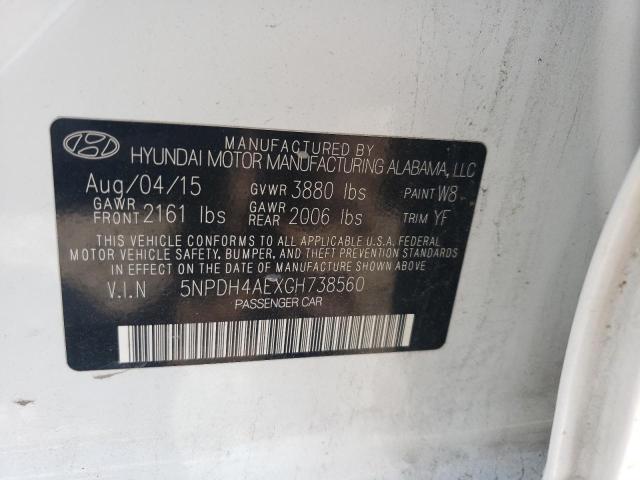 MANUFACTURED BY
HYUNDAI MOTOR MANUFACTURING ALABAMA, LLC
Aug/04/15 GVWR 3880 lbs PAINT W8
GAWR FRONT 2161 lbs GAWR REAR 2006 lbs TRIM YF
THIS VEHICLE CONFORMS TO ALL APPLICABLE U.S.A. FEDERAL
MOTOR VEHICLE SAFETY, BUMPER, AND THEFT PREVENTION STANDARDS
IN EFFECT ON THE DATE OF MANUFACTURE SHOWN ABOVE.
V.I.N 5NPDH4AEXGH738560
PASSENGER CAR